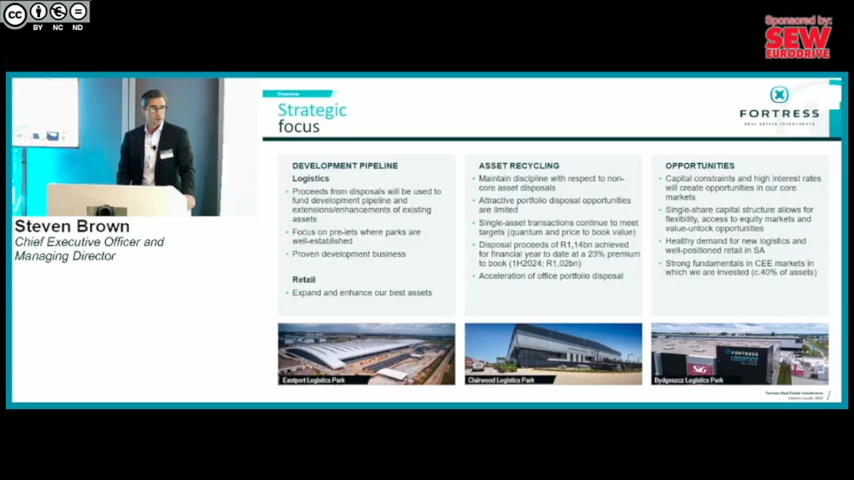 CC
BY NC ND
Sponsored by:
SEW
EURODRIVE
Steven Brown
Chief Executive Officer and
Managing Director
Overview
Strategic
focus
FORTRESS
REAL ESTATE INVESTMENTS
DEVELOPMENT PIPELINE
Logistics
• Proceeds from disposals will be used to
fund development pipeline and
extensions/enhancements of existing
assets
• Focus on pre-lets where parks are
well-established
• Proven development business
Retail
• Expand and enhance our best assets
ASSET RECYCLING
• Maintain discipline with respect to non-
core asset disposals
• Attractive portfolio disposal opportunities
are limited
• Single-asset transactions continue to meet
targets (quantum and price to book value)
• Disposal proceeds of R1,14bn achieved
for financial year to date at a 23% premium
to book (1H2024: R1,02bn)
• Acceleration of office portfolio disposal
OPPORTUNITIES
• Capital constraints and high interest rates
will create opportunities in our core
markets
• Single-share capital structure allows for
flexibility, access to equity markets and
value-unlock opportunities
• Healthy demand for new logistics and
well-positioned retail in SA
• Strong fundamentals in CEE markets in
which we are invested (c.40% of assets)
Eastport Logistics Park
Clairwood Logistics Park
FORTRESS
Bydgoszcz Logistics Park
Fortress Real Estate Investments
Interim results 2024